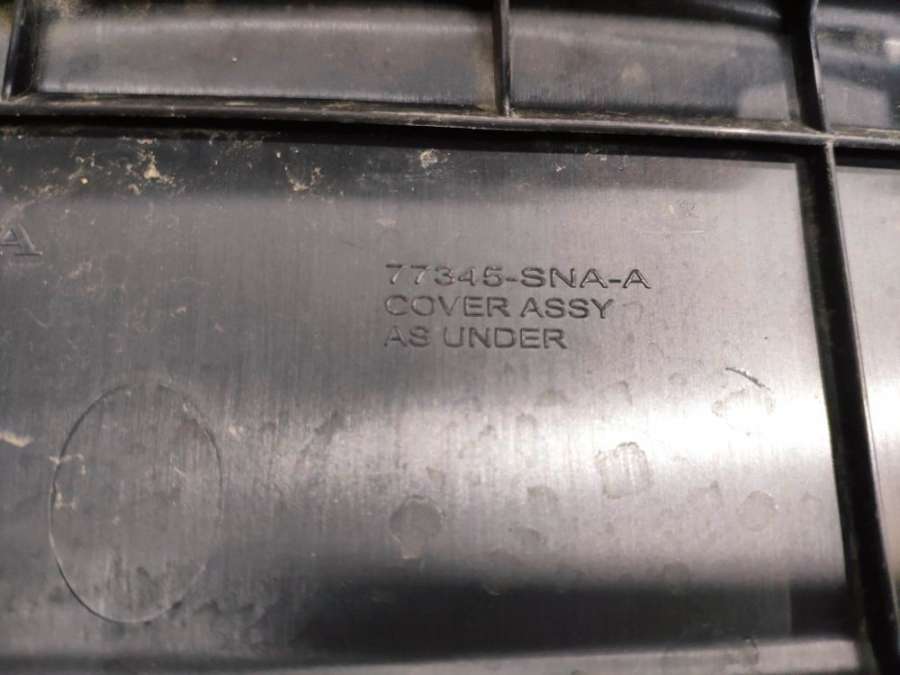 A
77345-SNA-A
COVER ASSY
AS UNDER